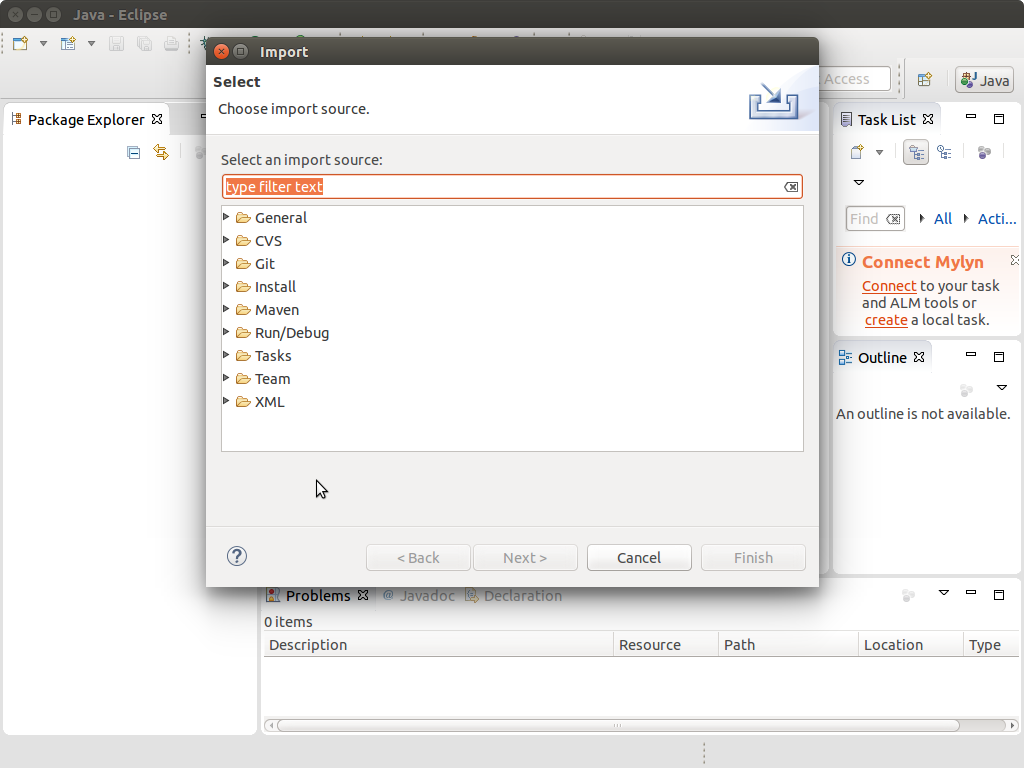 Java - Eclipse
Import
Select
Choose import source.
Access
Java
Package Explorer
Task List
Select an import source:
type filter text
General
CVS
Git
Install
Maven
Run/Debug
Tasks
Team
XML
Find
All
Acti...
Connect Mylyn
Connect to your task
and ALM tools or
create a local task.
Outline
An outline is not available.
?
< Back
Next >
Cancel
Finish
Problems
@ Javadoc
Declaration
0 items
Description
Resource
Path
Location
Type